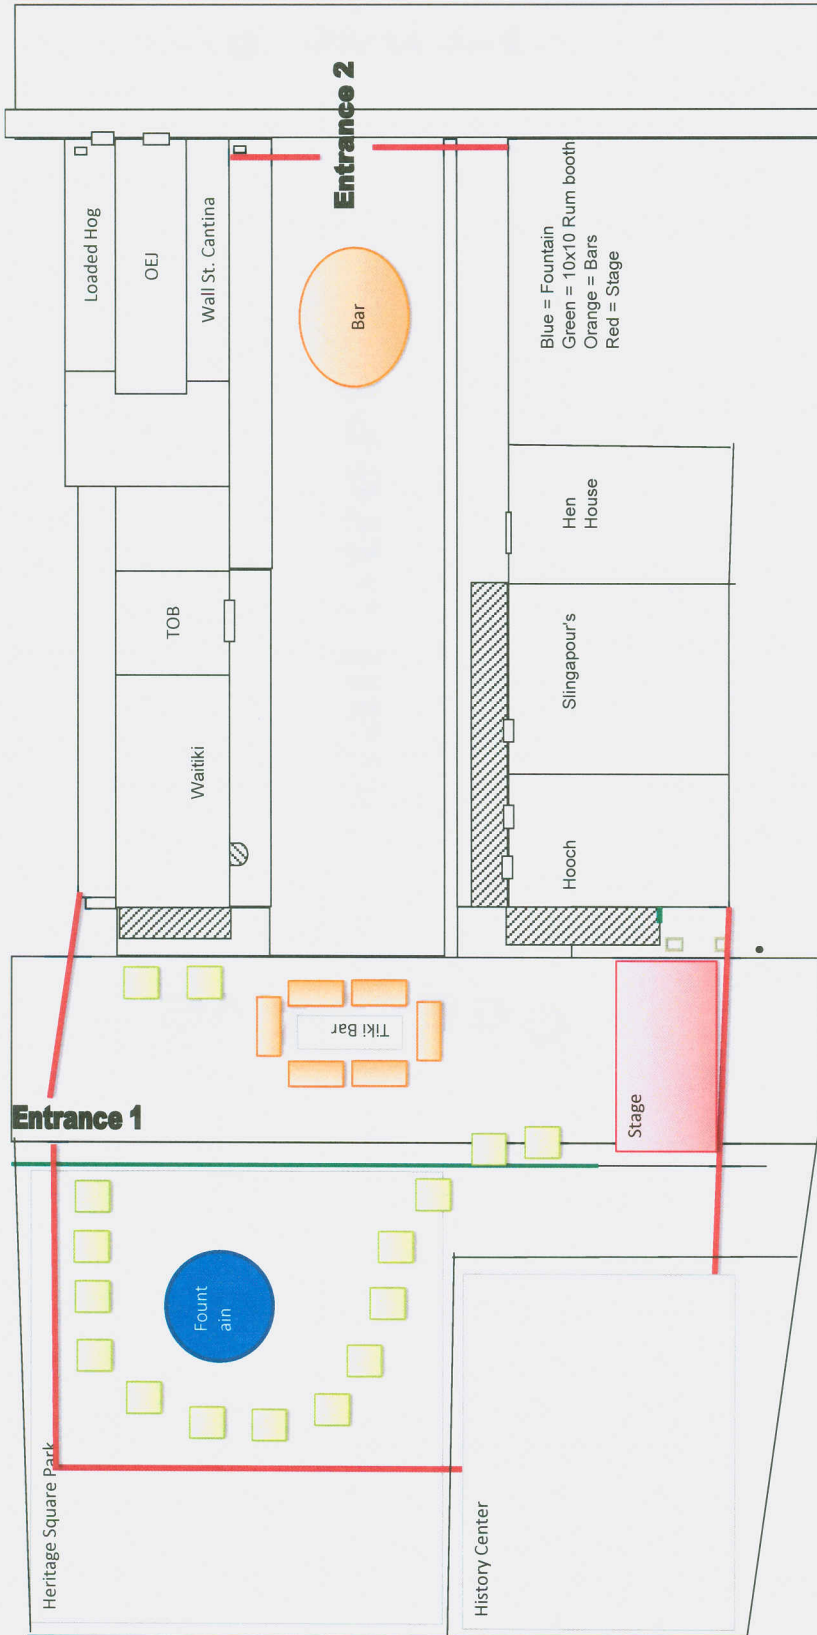 Entrance 2
Loaded Hog
OEJ
Wall St. Cantina
Bar
Blue = Fountain
Green = 10x10 Rum booth
Orange = Bars
Red = Stage
Hen
House
TOB
Slingapour's
Waitiki
Hooch
Tiki Bar
Entrance 1
Stage
Fount
ain
Heritage Square Park
History Center